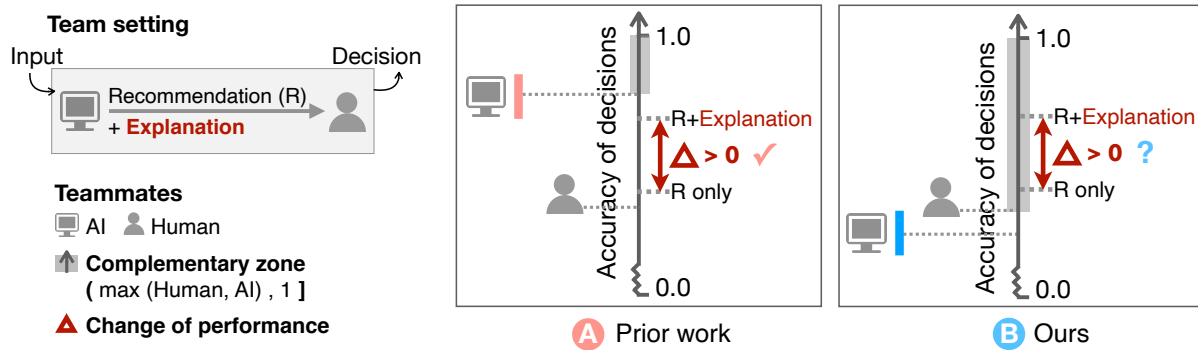 Team setting
Input
Decision
Recommendation (R)
+ Explanation
Teammates
AI
Human
Complementary zone
( max (Human, AI) , 1 ]
Change of performance
Accuracy of decisions
1.0
R+Explanation
Δ > 0 ✓
R only
0.0
A Prior work
Accuracy of decisions
1.0
R+Explanation
Δ > 0 ?
R only
0.0
B Ours